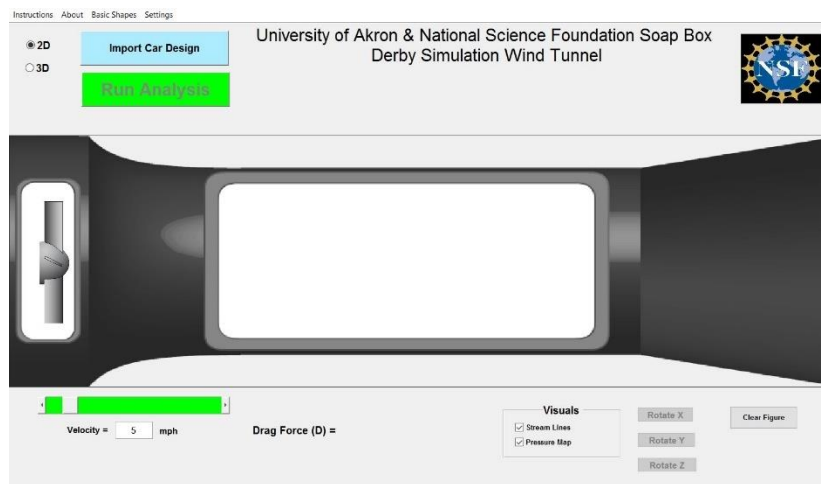 Instructions About Basic Shapes Settings
University of Akron & National Science Foundation Soap Box
Derby Simulation Wind Tunnel
2D
3D
Import Car Design
Run Analysis
NSF
Velocity = 5 mph
Drag Force (D) =
Visuals
Stream Lines
Pressure Map
Rotate X
Rotate Y
Rotate Z
Clear Figure